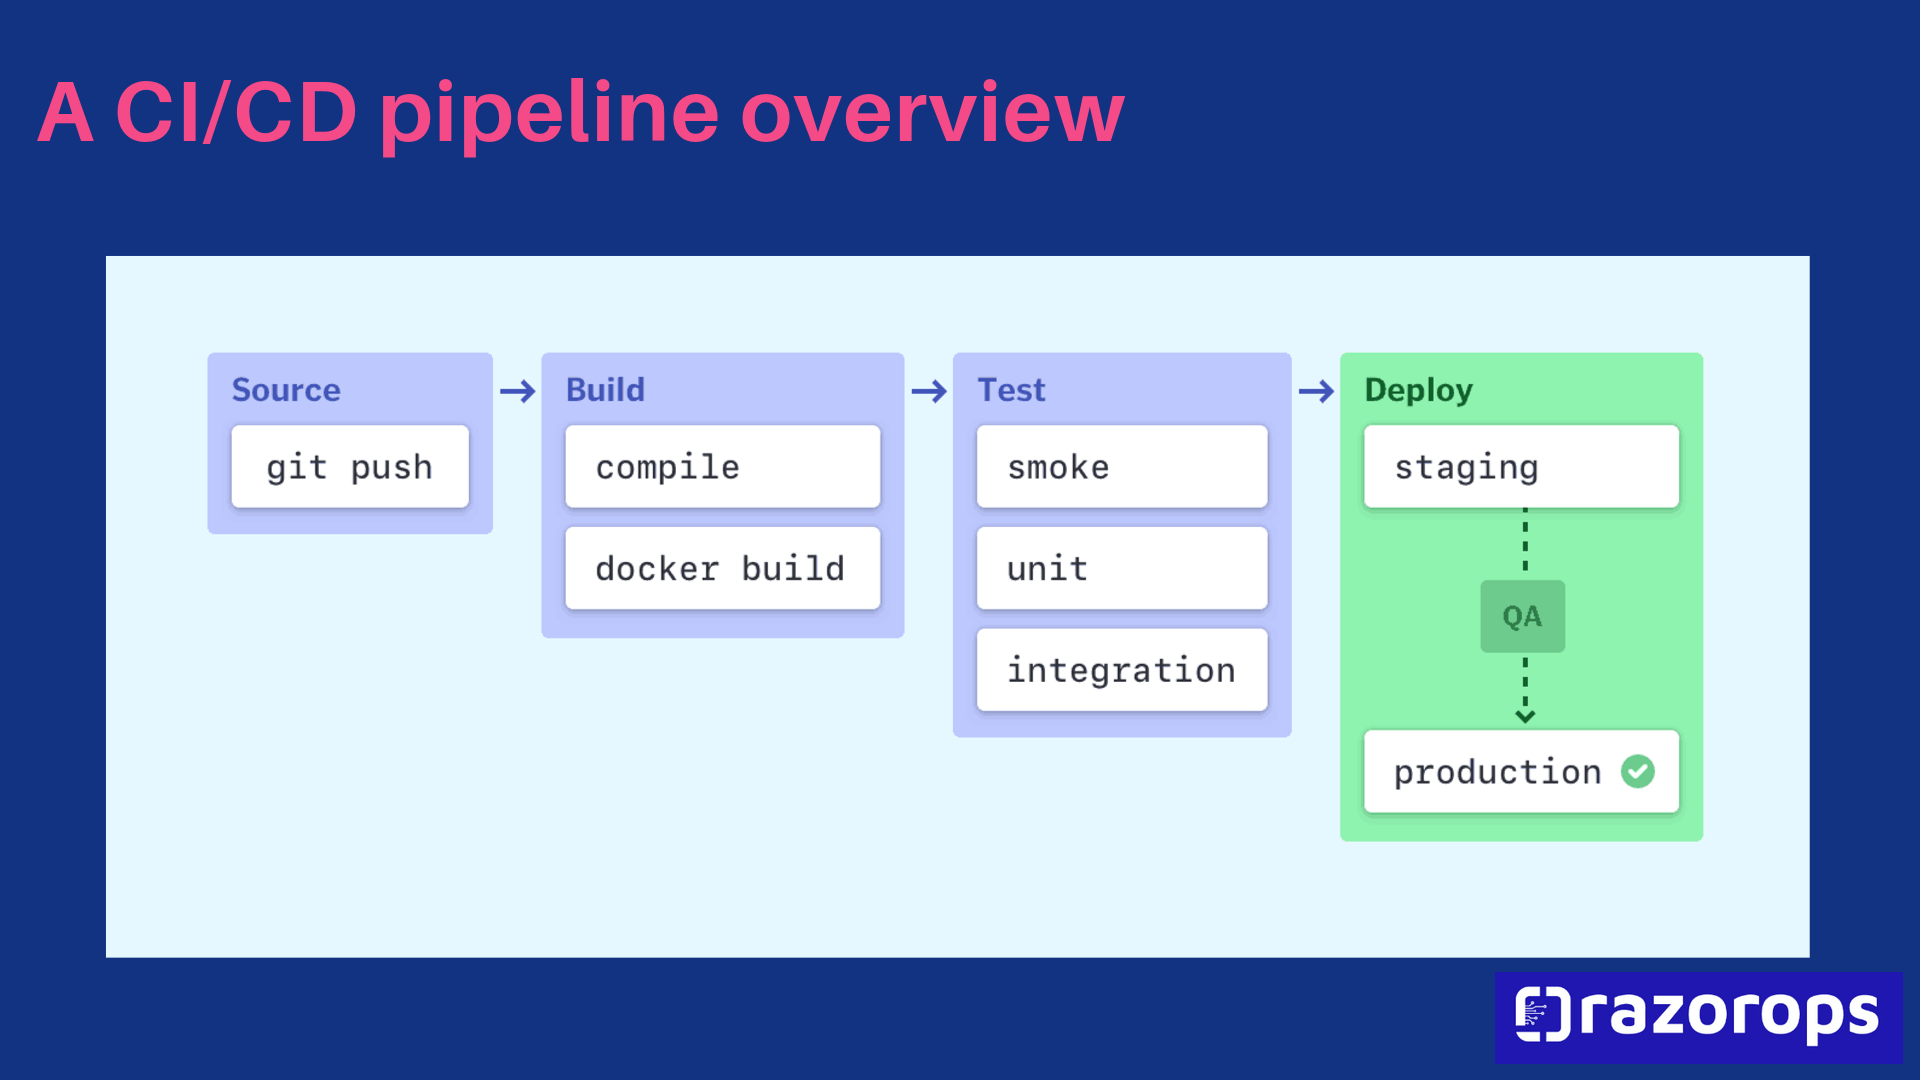 A CI/CD pipeline overview
Source
git push
Build
compile
docker build
Test
smoke
unit
integration
Deploy
staging
QA
production
razorops